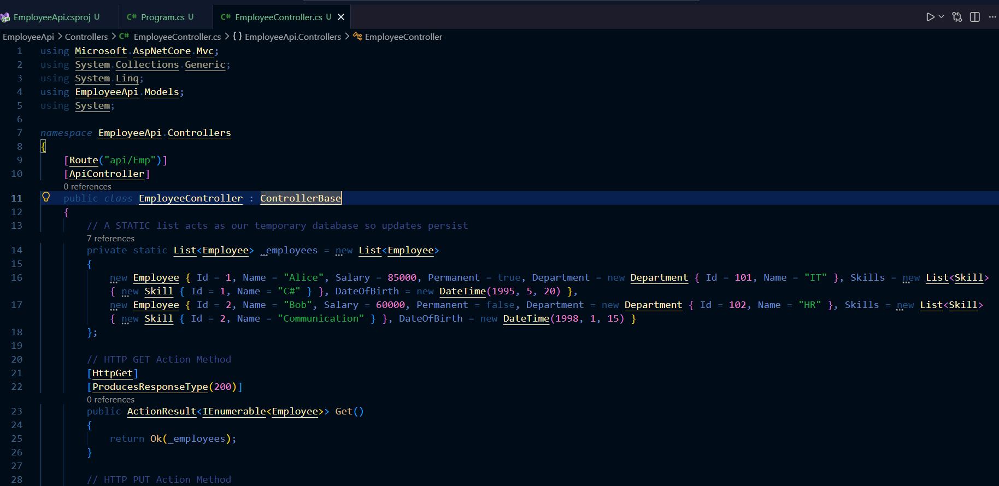 EmployeeApi.csproj U
C# Program.cs U
C# EmployeeController.cs U
EmployeeApi > Controllers > C# EmployeeController.cs > {} EmployeeApi.Controllers > EmployeeController
1 using Microsoft.AspNetCore.Mvc;
2 using System.Collections.Generic;
3 using System.Linq;
4 using EmployeeApi.Models;
5 using System;
6
7 namespace EmployeeApi.Controllers
8 {
9 [Route("api/Emp")]
10 [ApiController]
0 references
11 public class EmployeeController : ControllerBase
12 {
13 // A STATIC list acts as our temporary database so updates persist
7 references
14 private static List<Employee> _employees = new List<Employee>
15 {
16 new Employee { Id = 1, Name = "Alice", Salary = 85000, Permanent = true, Department = new Department { Id = 101, Name = "IT" }, Skills = new List<Skill>
{ new Skill { Id = 1, Name = "C#" } }, DateOfBirth = new DateTime(1995, 5, 20) },
17 new Employee { Id = 2, Name = "Bob", Salary = 60000, Permanent = false, Department = new Department { Id = 102, Name = "HR" }, Skills = new List<Skill>
{ new Skill { Id = 2, Name = "Communication" } }, DateOfBirth = new DateTime(1998, 1, 15) }
18 };
19
20 // HTTP GET Action Method
21 [HttpGet]
22 [ProducesResponseType(200)]
0 references
23 public ActionResult<IEnumerable<Employee>> Get()
24 {
25 return Ok(_employees);
26 }
27
28 // HTTP PUT Action Method